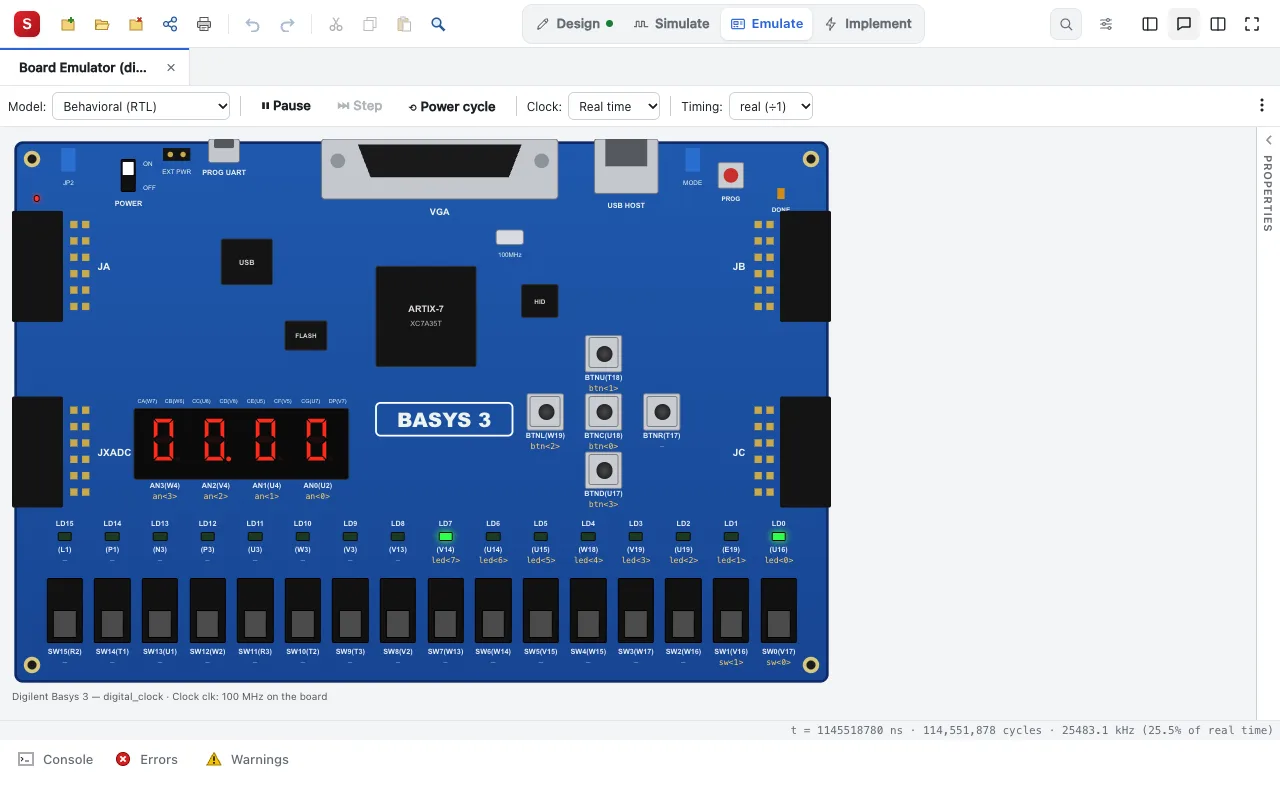 S
Design
Simulate
Emulate
Implement
Board Emulator (di...
Model: Behavioral (RTL)
Pause
Step
Power cycle
Clock: Real time
Timing: real (÷1)
PROPERTIES
JP2
ON
OFF
POWER
EXT PWR
PROG UART
VGA
USB HOST
MODE
PROG
DONE
100MHz
USB
JA
JB
ARTIX-7
XC7A35T
HID
FLASH
BTNU(T18)
btn<1>
CA(W7) CB(W6) CC(U8) CD(V8) CE(U5) CF(V5) CG(U7) DP(V7)
BASYS 3
BTNL(W19) BTNC(U18) BTNR(T17)
btn<2> btn<0> –
JXADC
00.00
JC
AN3(W4) AN2(V4) AN1(U4) AN0(U2)
an<3> an<2> an<1> an<0>
BTND(U17)
btn<3>
LD15 LD14 LD13 LD12 LD11 LD10 LD9 LD8 LD7 LD6 LD5 LD4 LD3 LD2 LD1 LD0
(L1) (P1) (N3) (P3) (U3) (W3) (V3) (V13) (V14) (U14) (U15) (W18) (V19) (U19) (E19) (U16)
– – – – – – – – led<7> led<6> led<5> led<4> led<3> led<2> led<1> led<0>
SW15(R2) SW14(T1) SW13(U1) SW12(W2) SW11(R3) SW10(T2) SW9(T3) SW8(V2) SW7(W13) SW6(W14) SW5(V15) SW4(W15) SW3(W17) SW2(W16) SW1(V16) SW0(V17)
– – – – – – – – – – – – – – sw<1> sw<0>
Digilent Basys 3 — digital_clock · Clock clk: 100 MHz on the board
t = 1145518780 ns · 114,551,878 cycles · 25483.1 kHz (25.5% of real time)
Console
Errors
Warnings